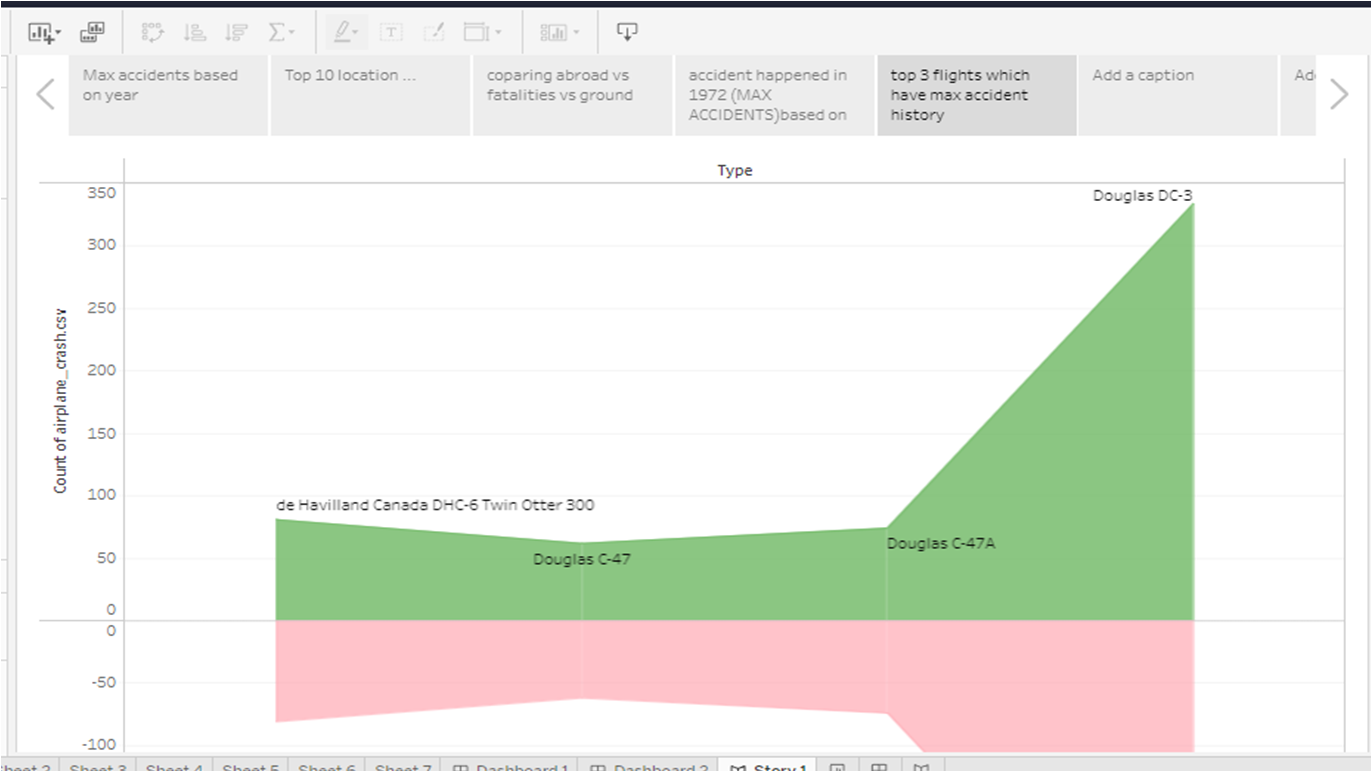 Max accidents based
on year
Top 10 location ...
coparing abroad vs
fatalities vs ground
accident happened in
1972 (MAX
ACCIDENTS)based on
top 3 flights which
have max accident
history
Add a caption
Ad
Type
350
300
250
200
150
100
50
0
0
-50
-100
Count of airplane_crash.csv
Douglas DC-3
de Havilland Canada DHC-6 Twin Otter 300
Douglas C-47A
Douglas C-47
Sheet 2
Sheet 3
Sheet 4
Sheet 5
Sheet 6
Sheet 7
Dashboard 1
Dashboard 2
Story 1